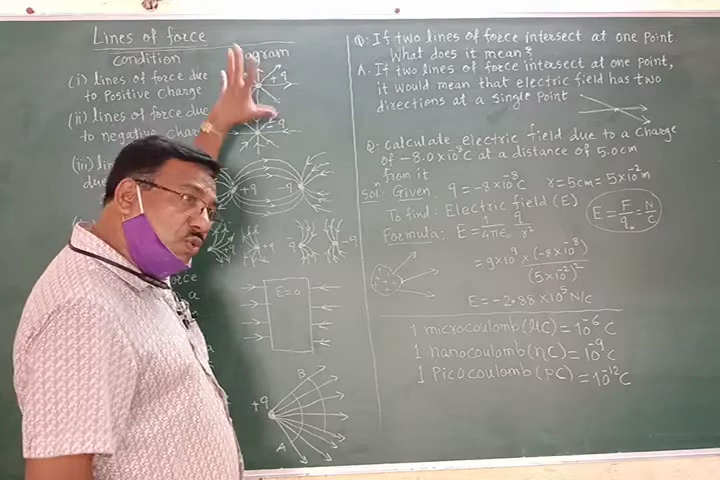 Lines of force
condition
agram
(i) lines of force due
to Positive Charge
+q
(ii) lines of force due
to negative char
-q
(iii)
due
+q -q
+q +q -q -q
E=0
a
a
+q
B
A
Q: If two lines of force intersect at one point
What does it mean?
A. If two lines of force intersect at one point,
it would mean that electric field has two
directions at a single point
Q: calculate electric field due to a charge
of -8.0×10⁻⁸C at a distance of 5.0cm
from it
Solⁿ: Given, q = -8×10⁻⁸C r=5cm = 5×10⁻²m
To find: Electric field (E)
Formula: E = 1/4πε₀ q/r²
E = F/q₀ = N/C
= 9×10⁹ × (-8×10⁻⁸)/(5×10⁻²)²
E = -2.88 ×10⁵ N/C
1 microcoulomb (μC) = 10⁻⁶ C
1 nanocoulomb (nC) = 10⁻⁹ C
1 Picocoulomb (PC) = 10⁻¹² C